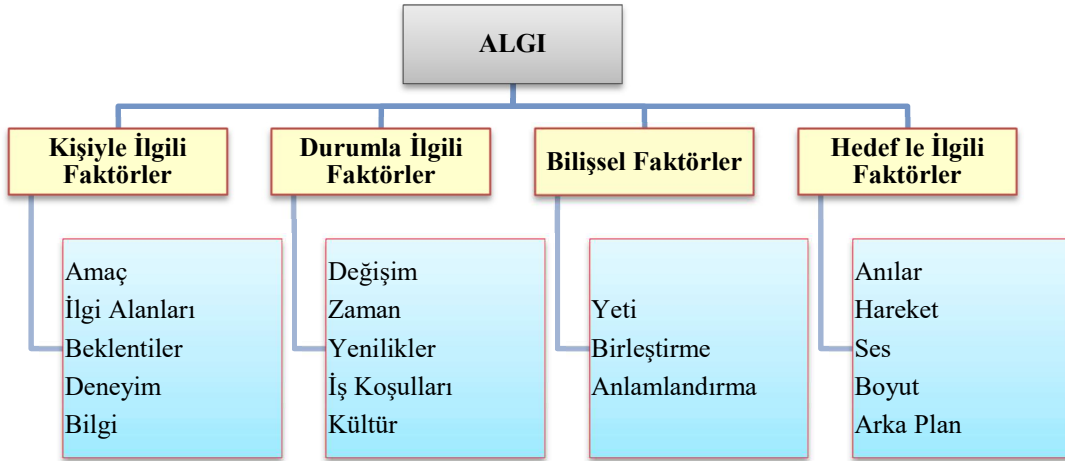 ALGI
Kişiyle İlgili
Faktörler
Durumla İlgili
Faktörler
Bilişsel Faktörler
Hedef le İlgili
Faktörler
Amaç
İlgi Alanları
Beklentiler
Deneyim
Bilgi
Değişim
Zaman
Yenilikler
İş Koşulları
Kültür
Yeti
Birleştirme
Anlamlandırma
Anılar
Hareket
Ses
Boyut
Arka Plan